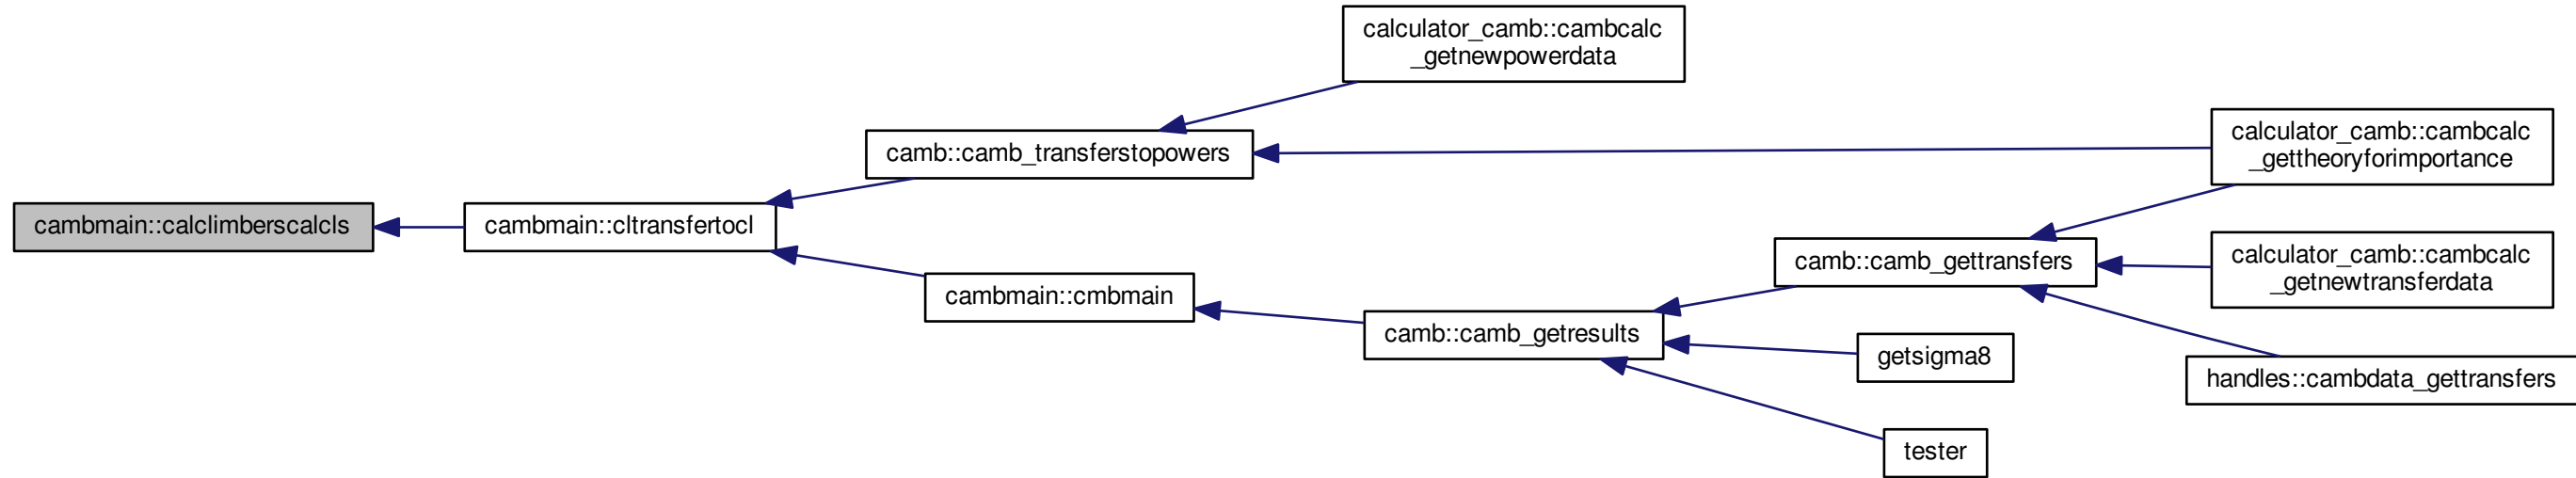 calculator_camb::cambcalc
_getnewpowerdata
calculator_camb::cambcalc
_gettheoryforimportance
camb::camb_transferstopowers
cambmain::calclimberscalcls
cambmain::cltransfertocl
camb::camb_gettransfers
calculator_camb::cambcalc
_getnewtransferdata
cambmain::cmbmain
camb::camb_getresults
getsigma8
handles::cambdata_gettransfers
tester